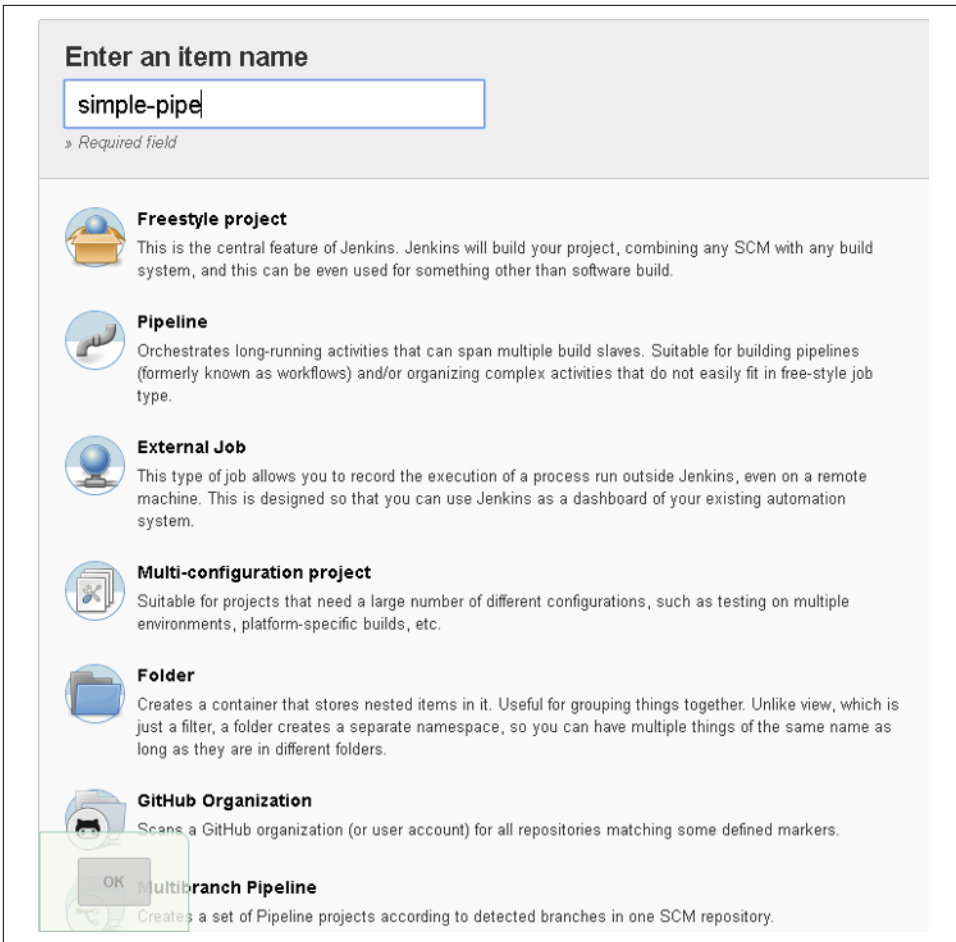 Enter an item name
simple-pipe
» Required field
Freestyle project
This is the central feature of Jenkins. Jenkins will build your project, combining any SCM with any build
system, and this can be even used for something other than software build.
Pipeline
Orchestrates long-running activities that can span multiple build slaves. Suitable for building pipelines
(formerly known as workflows) and/or organizing complex activities that do not easily fit in free-style job
type.
External Job
This type of job allows you to record the execution of a process run outside Jenkins, even on a remote
machine. This is designed so that you can use Jenkins as a dashboard of your existing automation
system.
Multi-configuration project
Suitable for projects that need a large number of different configurations, such as testing on multiple
environments, platform-specific builds, etc.
Folder
Creates a container that stores nested items in it. Useful for grouping things together. Unlike view, which is
just a filter, a folder creates a separate namespace, so you can have multiple things of the same name as
long as they are in different folders.
GitHub Organization
Scans a GitHub organization (or user account) for all repositories matching some defined markers.
OK
Multibranch Pipeline
Creates a set of Pipeline projects according to detected branches in one SCM repository.